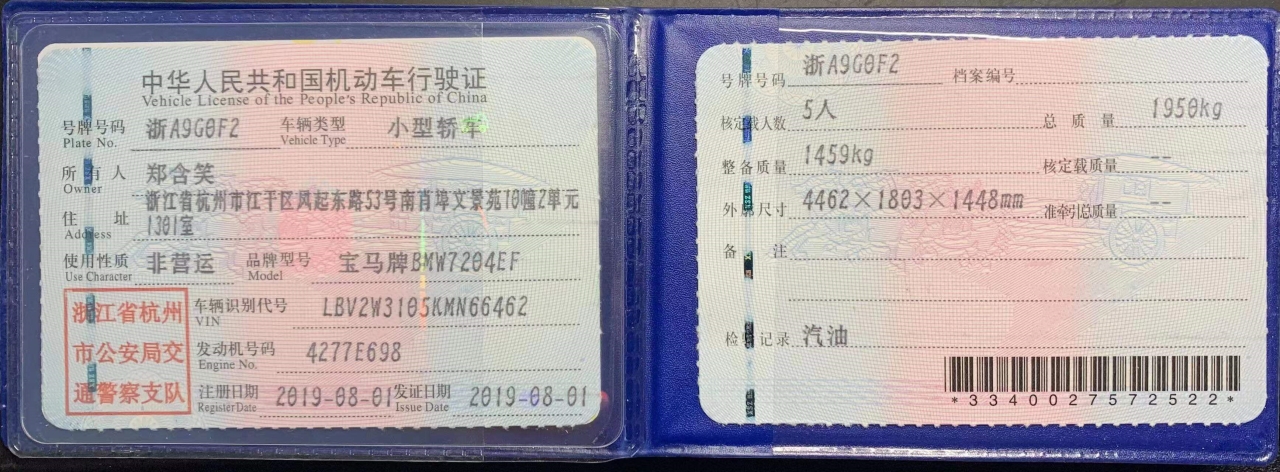 中华人民共和国机动车行驶证
Vehicle License of the People's Republic of China
号牌号码 浙A9G0F2 车辆类型 小型轿车
Plate No. Vehicle Type
所有人 郑含笑
Owner
浙江省杭州市江干区凤起东路53号南肖埠文景苑10幢2单元
住址 1301室
Address
使用性质 非营运 品牌型号 宝马牌BMW7204EF
Use Character Model
浙江省杭州
市公安局交
通警察支队
车辆识别代号 LBV2W3105KMN66462
VIN
发动机号码 4277E698
Engine No.
注册日期 2019-08-01 发证日期 2019-08-01
Register Date Issue Date
号牌号码 浙A9G0F2 档案编号
核定载人数 5人 总质量 1950kg
整备质量 1459kg 核定载质量 --
外廓尺寸 4462×1803×1448mm 准牵引总质量 --
备注
检验记录 汽油
*3340027572522*